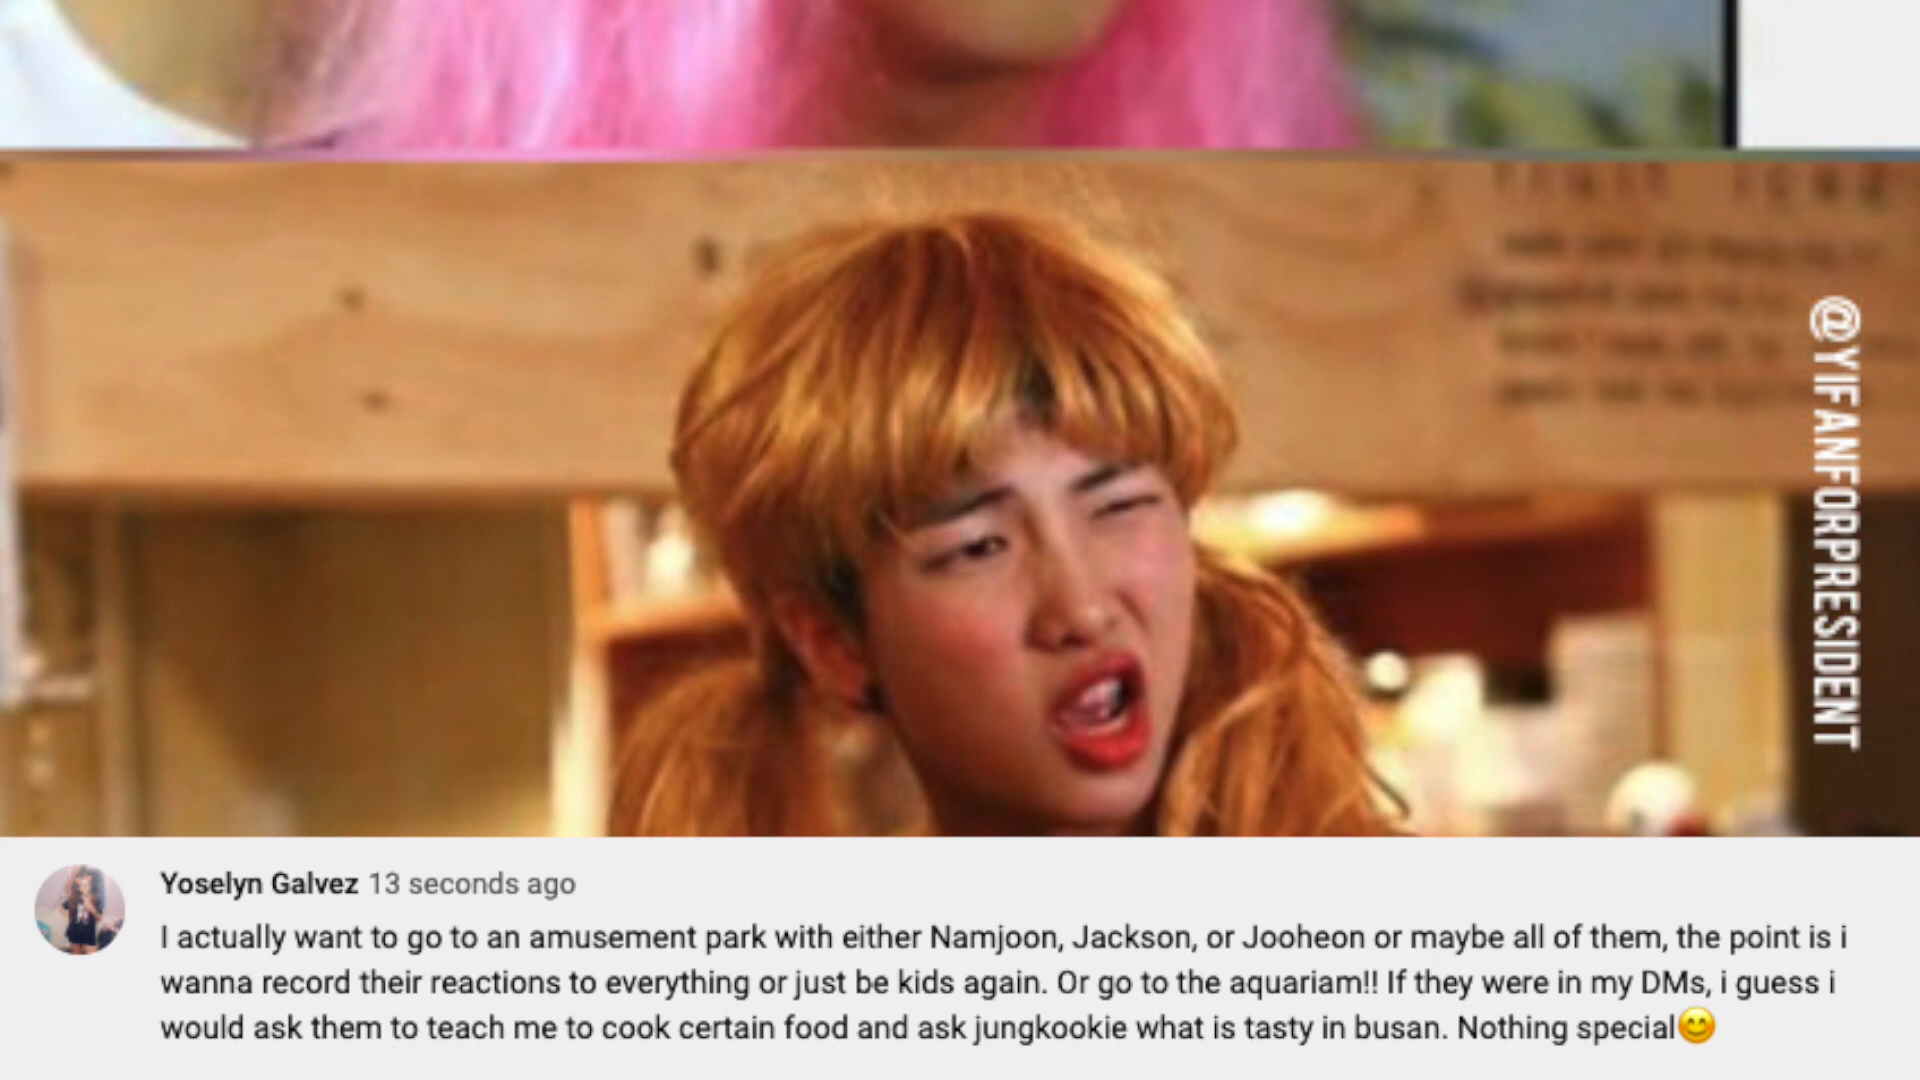 @YIFANFORPRESIDENT
Yoselyn Galvez 13 seconds ago
I actually want to go to an amusement park with either Namjoon, Jackson, or Jooheon or maybe all of them, the point is i
wanna record their reactions to everything or just be kids again. Or go to the aquariam!! If they were in my DMs, i guess i
would ask them to teach me to cook certain food and ask jungkookie what is tasty in busan. Nothing special😊